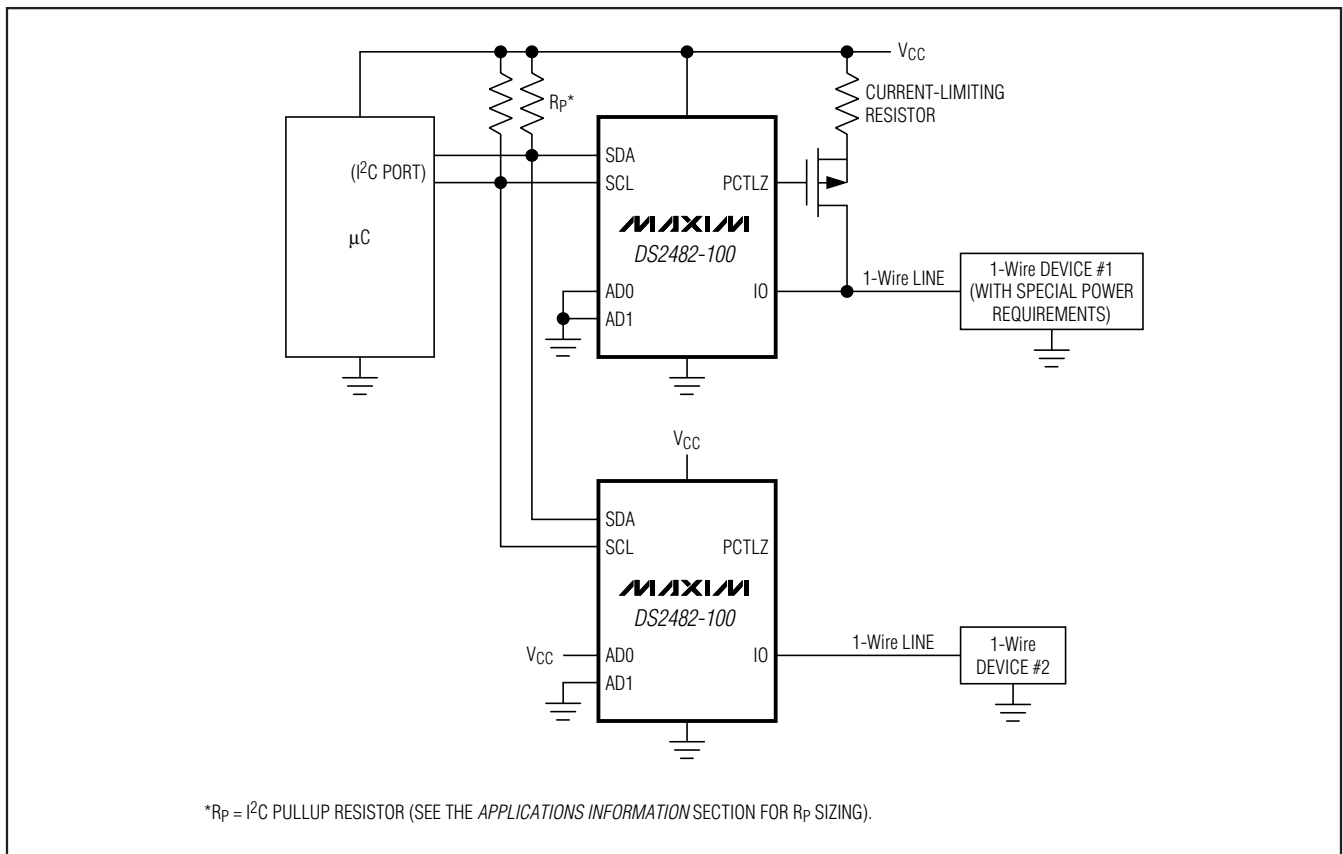 VCC
RP*
CURRENT-LIMITING
RESISTOR
(I2C PORT)
µC
SDA
SCL
PCTLZ
MAXIM
DS2482-100
AD0
AD1
IO
1-Wire LINE
1-Wire DEVICE #1
(WITH SPECIAL POWER
REQUIREMENTS)
VCC
SDA
SCL
PCTLZ
MAXIM
DS2482-100
VCC
AD0
AD1
IO
1-Wire LINE
1-Wire
DEVICE #2
*RP = I2C PULLUP RESISTOR (SEE THE APPLICATIONS INFORMATION SECTION FOR RP SIZING).